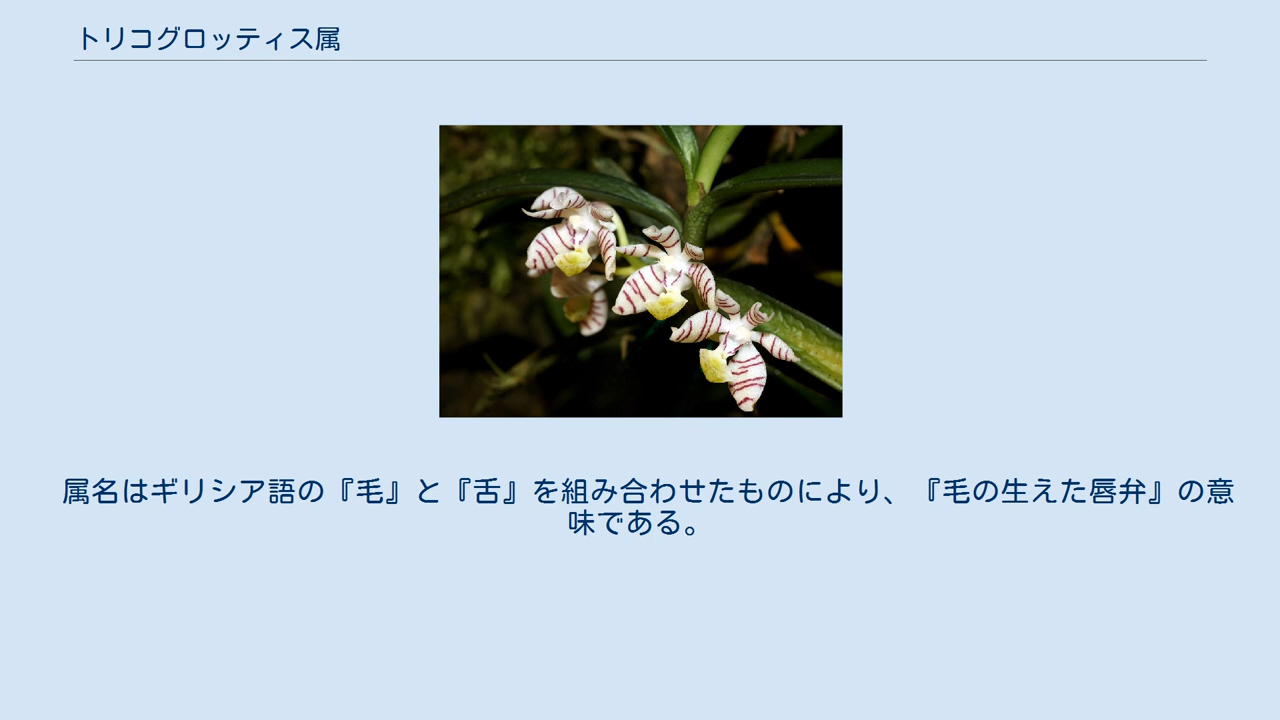 トリコグロッティス属
属名はギリシア語の『毛』と『舌』を組み合わせたものにより、『毛の生えた唇弁』の意
味である。